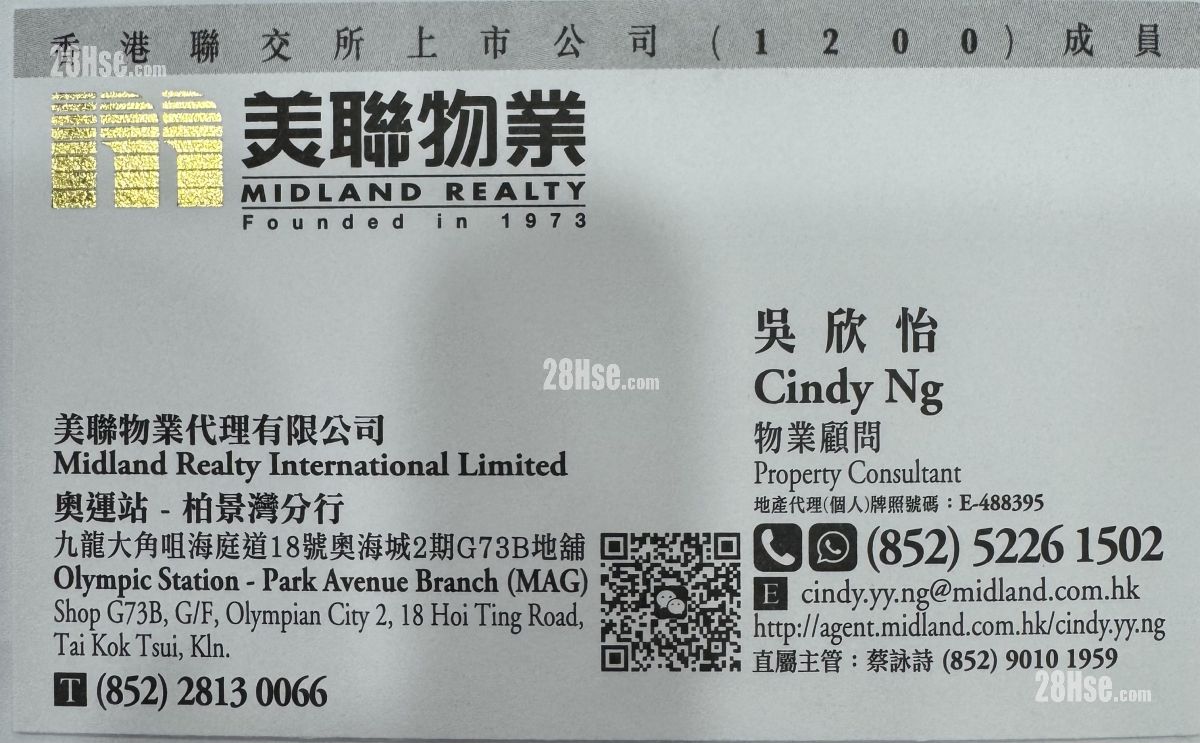 香港聯交所上市公司(1200)成員
28Hse.com
美聯物業
MIDLAND REALTY
Founded in 1973
吳欣怡
Cindy Ng
物業顧問
Property Consultant
地產代理(個人)牌照號碼：E-488395
(852) 5226 1502
E cindy.yy.ng@midland.com.hk
http://agent.midland.com.hk/cindy.yy.ng
直屬主管：蔡詠詩 (852) 9010 1959
28Hse.com
美聯物業代理有限公司
Midland Realty International Limited
奧運站 - 柏景灣分行
九龍大角咀海庭道18號奧海城2期G73B地舖
Olympic Station - Park Avenue Branch (MAG)
Shop G73B, G/F, Olympian City 2, 18 Hoi Ting Road,
Tai Kok Tsui, Kln.
T (852) 2813 0066
28Hse.com